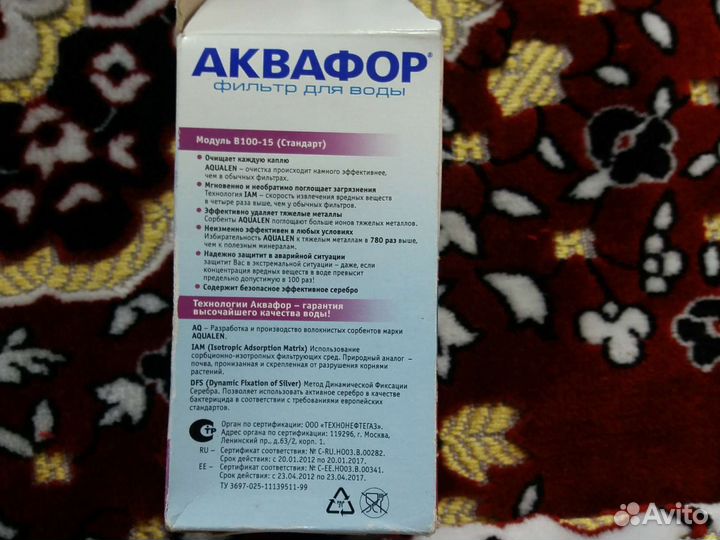 АКВАФОР®
ФИЛЬТР ДЛЯ ВОДЫ
Модуль В100-15 (Стандарт)
• Очищает каждую каплю
AQUALEN – очистка происходит намного эффективнее,
чем в обычных фильтрах.
• Мгновенно и необратимо поглощает загрязнения
Технология IAM – скорость извлечения вредных веществ
в четыре раза выше, чем у обычных фильтров.
• Эффективно удаляет тяжелые металлы
Сорбенты AQUALEN поглощают больше ионов тяжелых металлов.
• Неизменно эффективен в любых условиях
Избирательность AQUALEN к тяжелым металлам в 780 раз выше,
чем к полезным минералам.
• Надежно защитит в аварийной ситуации
защитит Вас в экстремальной ситуации – даже, если
концентрация вредных веществ в воде превысит
предельно допустимую в 100 раз!
• Содержит безопасное эффективное серебро
Технологии Аквафор – гарантия
высочайшего качества воды!
AQ – Разработка и производство волокнистых сорбентов марки
AQUALEN.
IAM (Isotropic Adsorption Matrix) Использование
сорбционно-изотропных фильтрующих сред. Природный аналог –
почва, пронизанная и скрепленная от разрушения корнями
растений.
DFS (Dynamic Fixation of Silver) Метод Динамической Фиксации
Серебра. Позволяет использовать активное серебро в качестве
бактерицида в соответствии с требованиями европейских
стандартов.
СТР
Орган по сертификации: ООО «ТЕХНОНЕФТЕГАЗ».
Адрес органа по сертификации: 119296, г. Москва,
Ленинский пр., д.63/2, корп. 1.
RU – Сертификат соответствия: № C-RU.HO03.B.00282.
Срок действия: с 20.01.2012 до 20.01.2017.
EE – Сертификат соответствия: № C-EE.HO03.B.00341.
Срок действия: с 23.04.2012 до 23.04.2017.
ТУ 3697-025-11139511-99
Avito